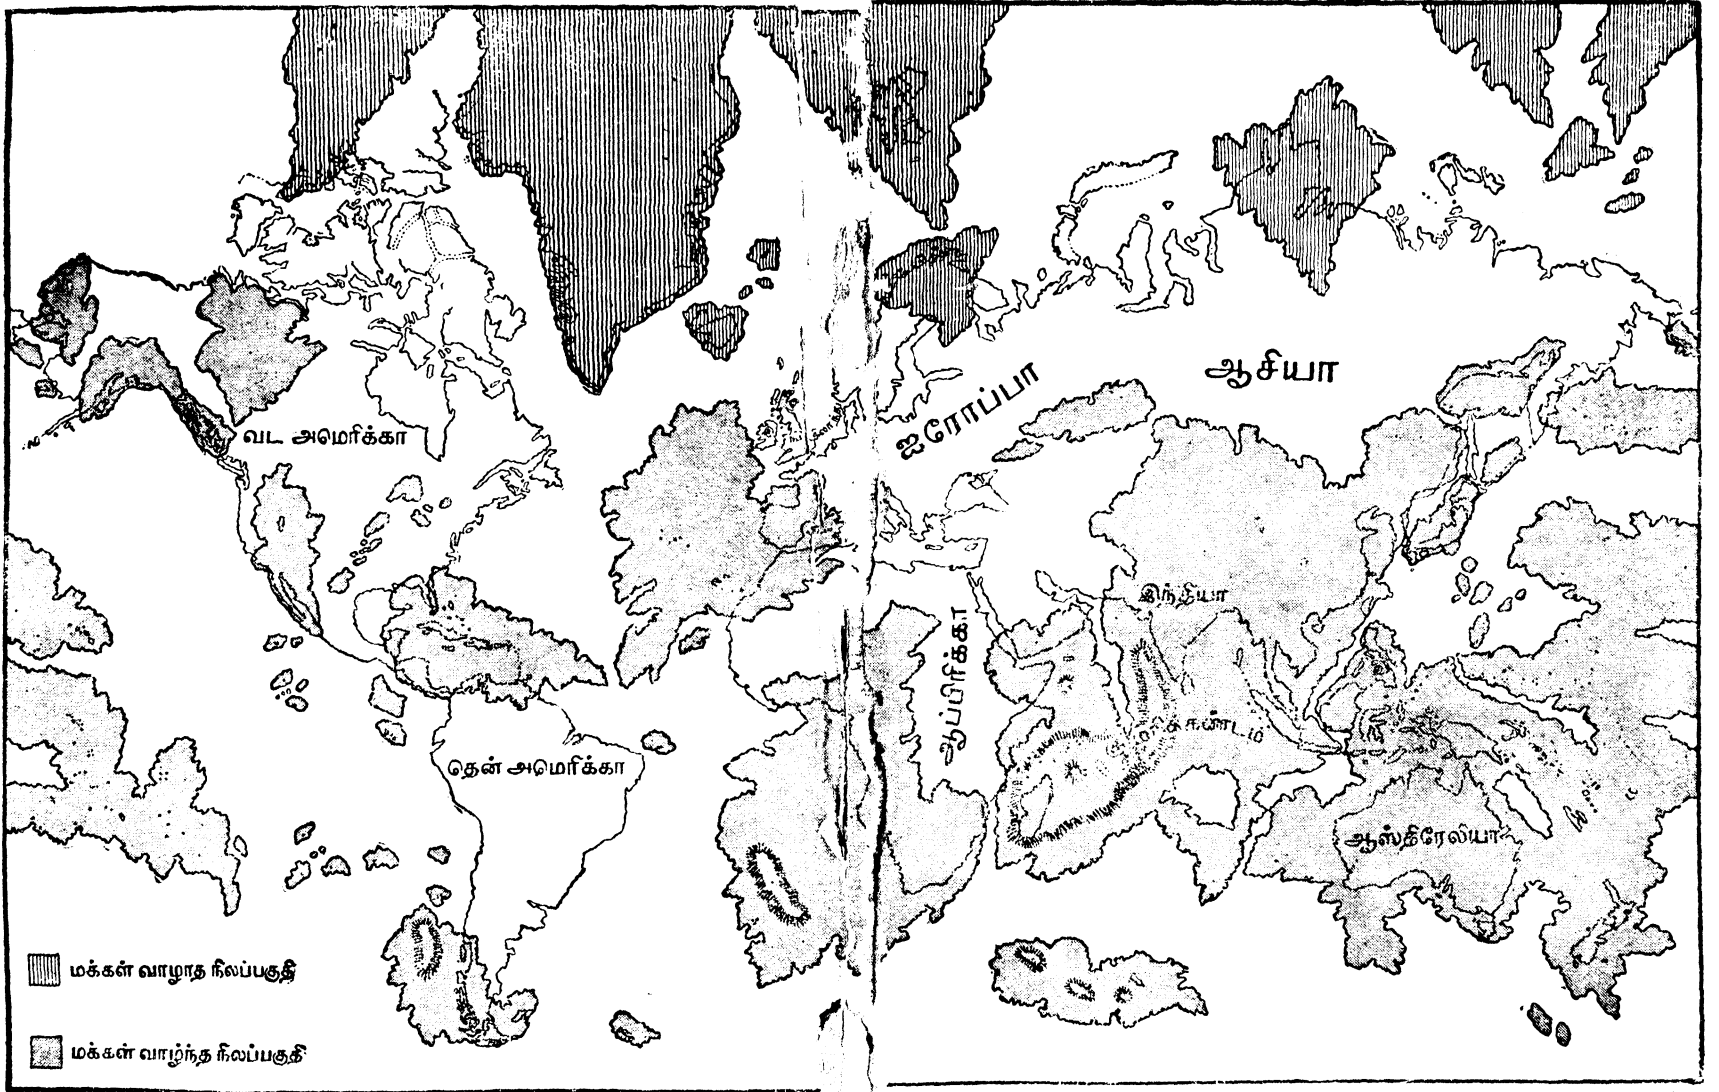 ஆசியா
ஐரோப்பா
வட அமெரிக்கா
இந்தியா
ஆப்பிரிக்கா
தென் அமெரிக்கா
ஆஸ்திரேலியா
மக்கள் வாழாத நிலப்பகுதி
மக்கள் வாழ்ந்த நிலப்பகுதி